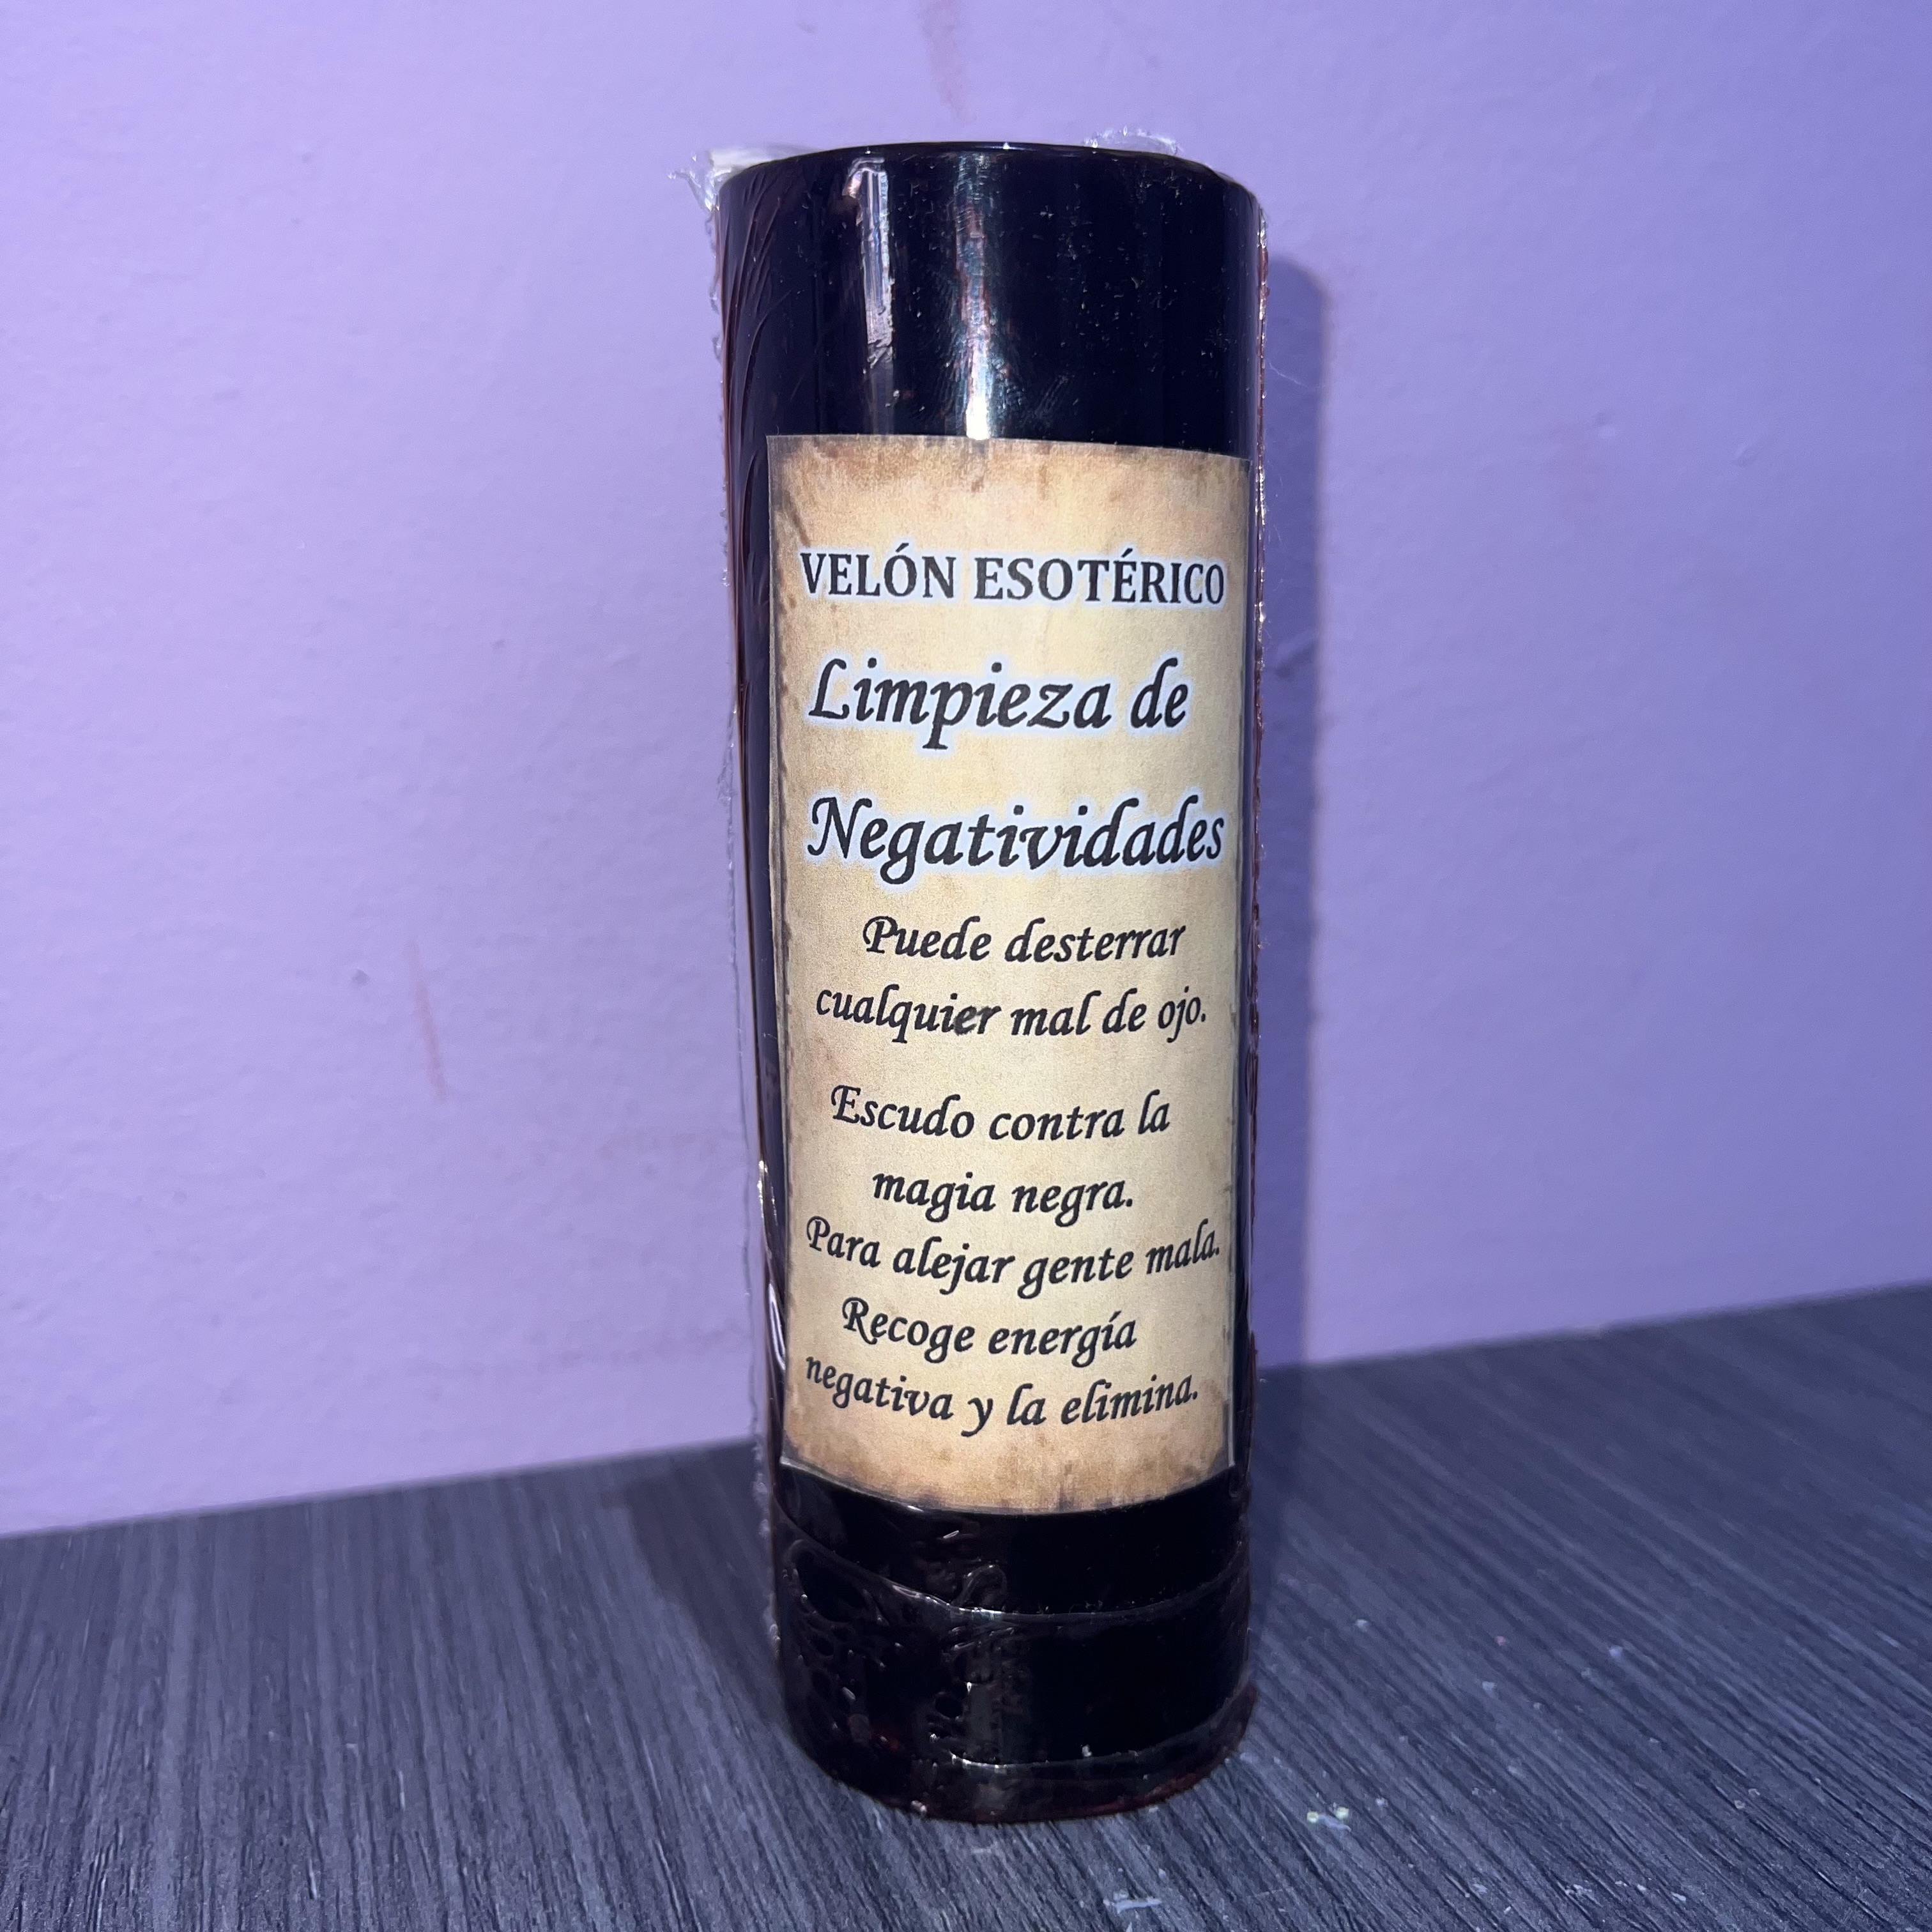 VELÓN ESOTÉRICO
Limpieza de
Negatividades
Puede desterrar
cualquier mal de ojo.
Escudo contra la
magia negra.
Para alejar gente mala.
Recoge energía
negativa y la elimina.